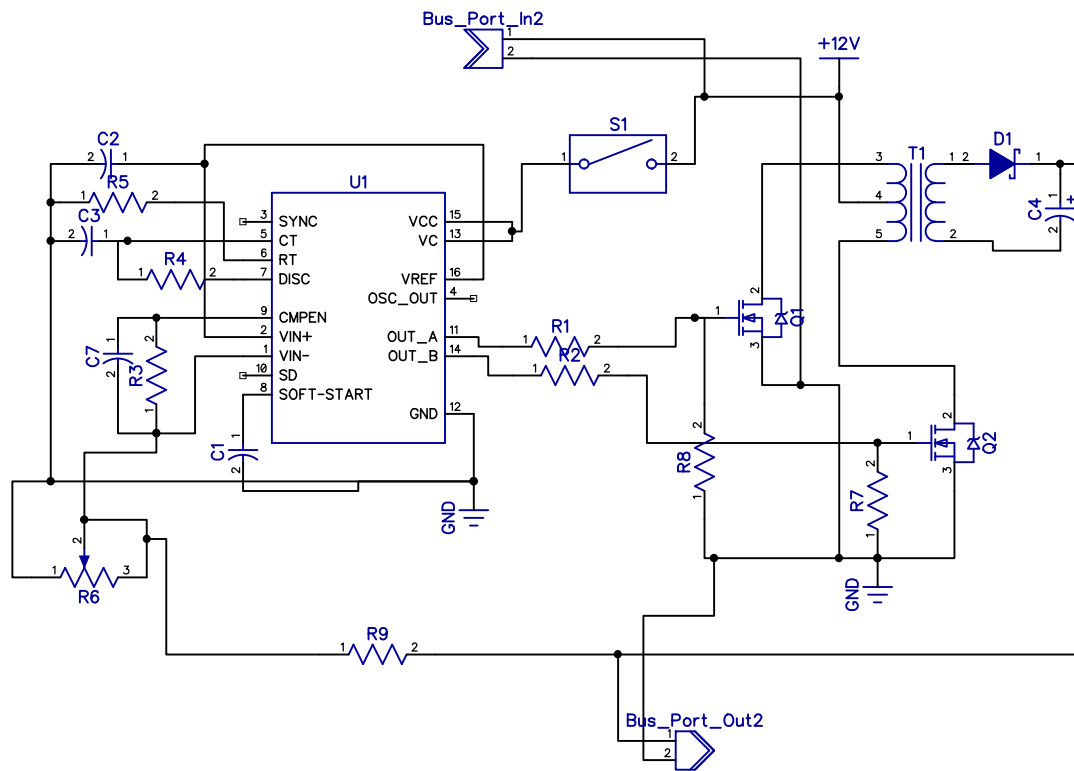 Bus_Port_In2
1
2
+12V
S1
1
2
C2
2
1
R5
1
2
C3
2
1
R4
1
2
U1
3 SYNC
5 CT
6 RT
7 DISC
9 CMPEN
2 VIN+
1 VIN-
10 SD
8 SOFT-START
VCC 15
VC 13
VREF 16
OSC_OUT 4
OUT_A 11
OUT_B 14
GND 12
T1
3
4
5
1
2
D1
2
1
C4
1
+
2
C7
1
2
R3
2
1
C1
1
2
R1
1
2
R2
1
2
Q1
1
2
3
Q2
1
2
3
R8
2
1
R7
2
1
GND
GND
R6
1
2
3
R9
1
2
Bus_Port_Out2
1
2